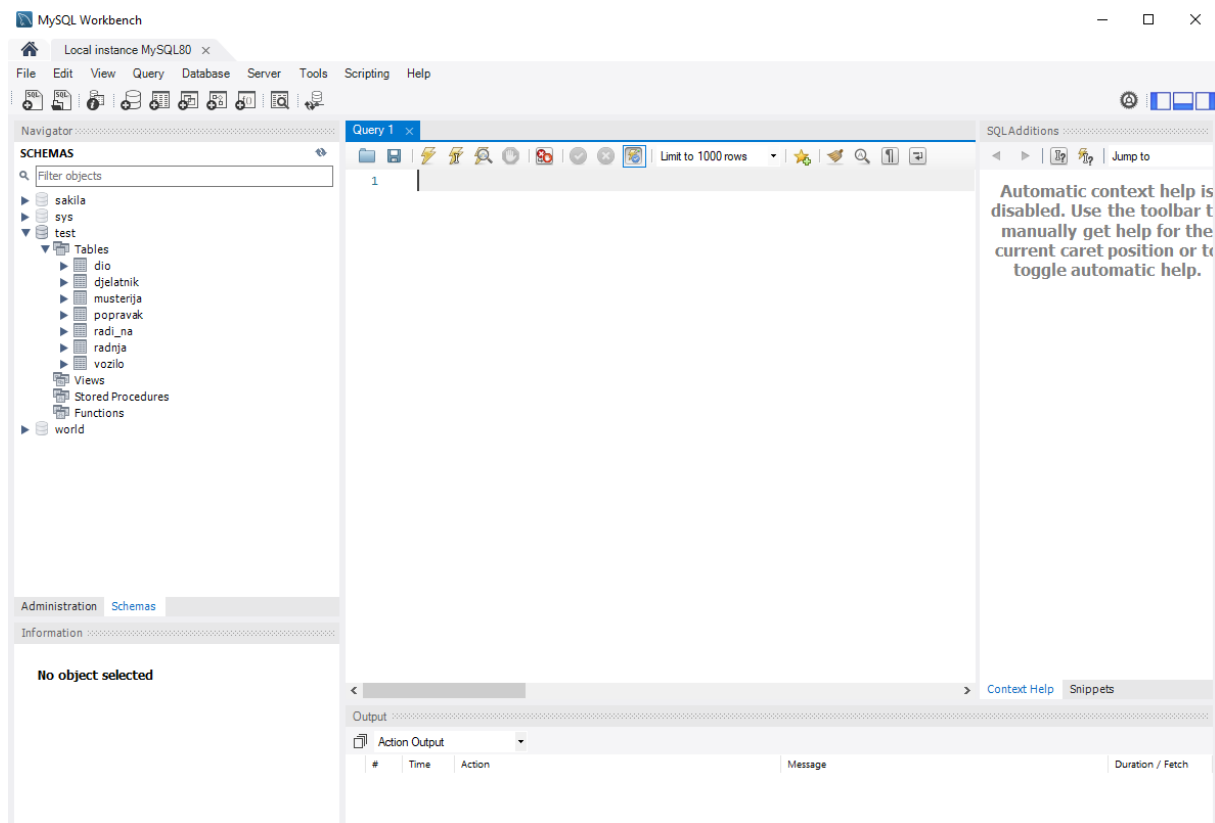 MySQL Workbench
Local instance MySQL80
File Edit View Query Database Server Tools Scripting Help
Navigator
SCHEMAS
Filter objects
sakila
sys
test
Tables
dio
djelatnik
musterija
popravak
radi_na
radnja
vozilo
Views
Stored Procedures
Functions
world
Administration Schemas
Information
No object selected
Query 1
Limit to 1000 rows
1
SQLAdditions
Jump to
Automatic context help is
disabled. Use the toolbar t
manually get help for the
current caret position or to
toggle automatic help.
Context Help Snippets
Output
Action Output
# Time Action Message Duration / Fetch